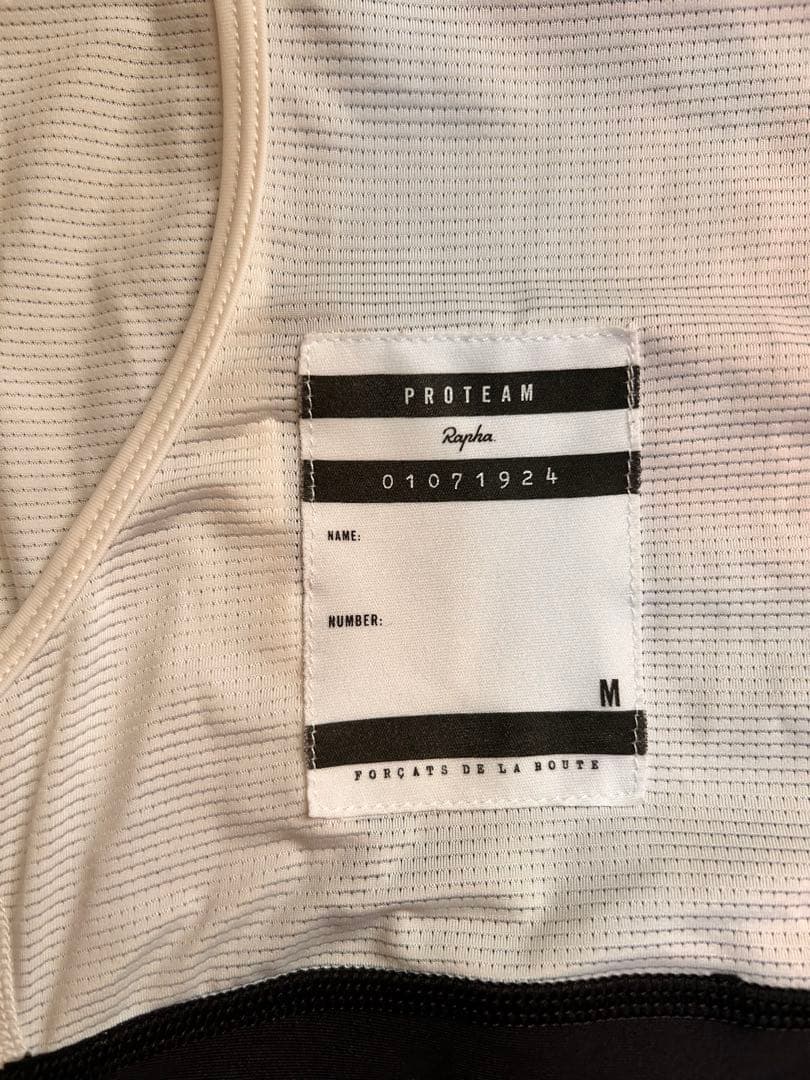 PROTEAM
Rapha.
01071924
NAME:
NUMBER:
M
FORÇATS DE LA ROUTE